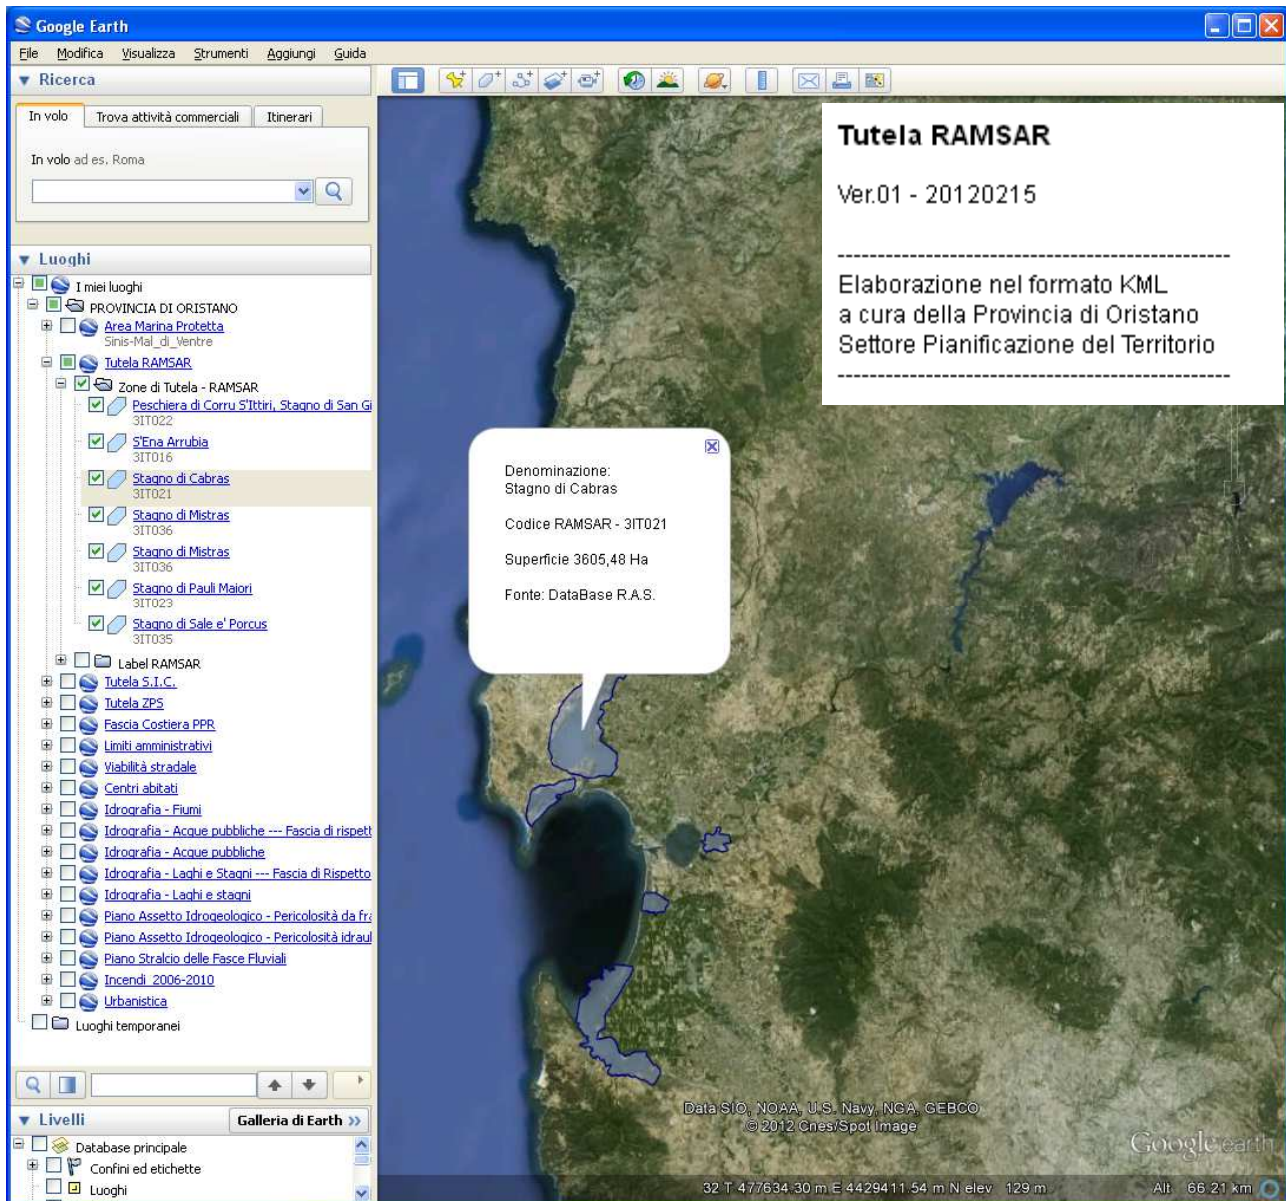 Google Earth
File Modifica Visualizza Strumenti Aggiungi Guida
Ricerca
In volo Trova attività commerciali Itinerari
In volo ad es. Roma
Luoghi
I miei luoghi
PROVINCIA DI ORISTANO
Area Marina Protetta
Sinis-Mal_di_Ventre
Tutela RAMSAR
Zone di Tutela - RAMSAR
Peschiera di Corru S'Ittiri, Stagno di San Gi
3IT022
S'Ena Arrubia
3IT016
Stagno di Cabras
3IT021
Stagno di Mistras
3IT036
Stagno di Mistras
3IT036
Stagno di Pauli Maiori
3IT023
Stagno di Sale e' Porcus
3IT035
Label RAMSAR
Tutela S.I.C.
Tutela ZPS
Fascia Costiera PPR
Limiti amministrativi
Viabilità stradale
Centri abitati
Idrografia - Fiumi
Idrografia - Acque pubbliche --- Fascia di rispett
Idrografia - Acque pubbliche
Idrografia - Laghi e Stagni --- Fascia di Rispetto
Idrografia - Laghi e stagni
Piano Assetto Idrogeologico - Pericolosità da fra
Piano Assetto Idrogeologico - Pericolosità idraul
Piano Stralcio delle Fasce Fluviali
Incendi 2006-2010
Urbanistica
Luoghi temporanei
Livelli Galleria di Earth >>
Database principale
Confini ed etichette
Luoghi
Tutela RAMSAR
Ver.01 - 20120215
--------------------------------------------------
Elaborazione nel formato KML
a cura della Provincia di Oristano
Settore Pianificazione del Territorio
--------------------------------------------------
Denominazione:
Stagno di Cabras
Codice RAMSAR - 3IT021
Superficie 3605,48 Ha
Fonte: DataBase R.A.S.
Data SIO, NOAA, U.S. Navy, NGA, GEBCO
© 2012 Cnes/Spot Image
Google earth
32 T 477634.30 m E 4429411.54 m N elev 129 m Alt 66.21 km